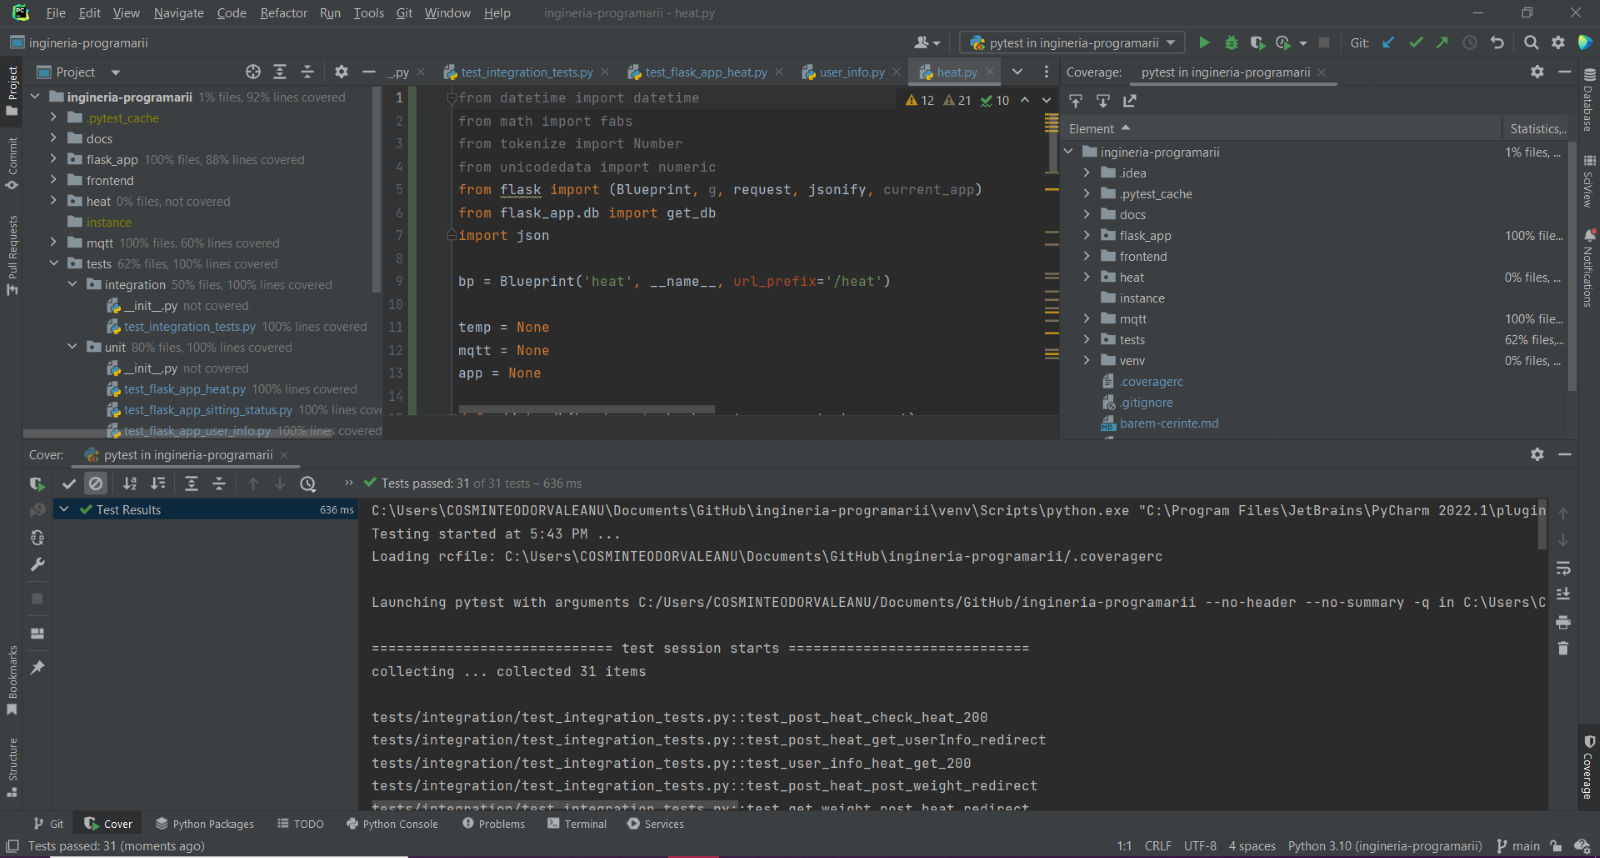 PC File Edit View Navigate Code Refactor Run Tools Git Window Help ingineria-programarii - heat.py
ingineria-programarii pytest in ingineria-programarii Git:
Project
Commit
Pull Requests
Bookmarks
Structure
Project
ingineria-programarii 1% files, 92% lines covered
.pytest_cache
docs
flask_app 100% files, 88% lines covered
frontend
heat 0% files, not covered
instance
mqtt 100% files, 60% lines covered
tests 62% files, 100% lines covered
integration 50% files, 100% lines covered
__init__.py not covered
test_integration_tests.py 100% lines covered
unit 80% files, 100% lines covered
__init__.py not covered
test_flask_app_heat.py 100% lines covered
test_flask_app_sitting_status.py 100% lines cov
test_flask_app_user_info.py 100% lines covered
_.py test_integration_tests.py test_flask_app_heat.py user_info.py heat.py
12 21 10
1 from datetime import datetime
2 from math import fabs
3 from tokenize import Number
4 from unicodedata import numeric
5 from flask import (Blueprint, g, request, jsonify, current_app)
6 from flask_app.db import get_db
7 import json
8
9 bp = Blueprint('heat', __name__, url_prefix='/heat')
10
11 temp = None
12 mqtt = None
13 app = None
14
Coverage: pytest in ingineria-programarii
Element Statistics,..
ingineria-programarii 1% files, ...
.idea
.pytest_cache
docs
flask_app 100% file...
frontend
heat 0% files, ...
instance
mqtt 100% file...
tests 62% files,...
venv 0% files, ...
.coveragerc
.gitignore
barem-cerinte.md
Database
SciView
Notifications
Coverage
Cover: pytest in ingineria-programarii
Tests passed: 31 of 31 tests – 636 ms
Test Results 636 ms
C:\Users\COSMINTEODORVALEANU\Documents\GitHub\ingineria-programarii\venv\Scripts\python.exe "C:\Program Files\JetBrains\PyCharm 2022.1\plugin
Testing started at 5:43 PM ...
Loading rcfile: C:\Users\COSMINTEODORVALEANU\Documents\GitHub\ingineria-programarii/.coveragerc
Launching pytest with arguments C:/Users/COSMINTEODORVALEANU/Documents/GitHub/ingineria-programarii --no-header --no-summary -q in C:\Users\C
============================= test session starts =============================
collecting ... collected 31 items
tests/integration/test_integration_tests.py::test_post_heat_check_heat_200
tests/integration/test_integration_tests.py::test_post_heat_get_userInfo_redirect
tests/integration/test_integration_tests.py::test_user_info_heat_get_200
tests/integration/test_integration_tests.py::test_post_heat_post_weight_redirect
tests/integration/test_integration_tests.py::test_get_weight_post_heat_redirect
Git Cover Python Packages TODO Python Console Problems Terminal Services
Tests passed: 31 (moments ago) 1:1 CRLF UTF-8 4 spaces Python 3.10 (ingineria-programarii) main